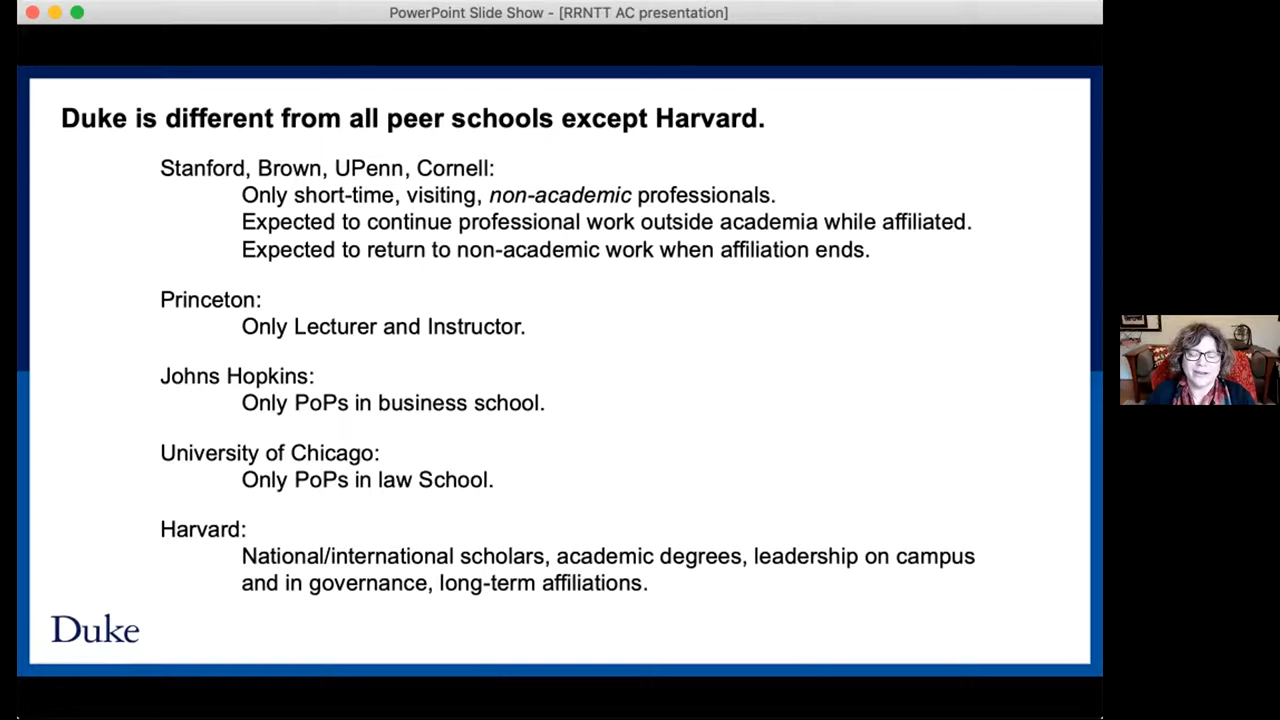 PowerPoint Slide Show - [RRNTT AC presentation]
Duke is different from all peer schools except Harvard.
Stanford, Brown, UPenn, Cornell:
Only short-time, visiting, non-academic professionals.
Expected to continue professional work outside academia while affiliated.
Expected to return to non-academic work when affiliation ends.
Princeton:
Only Lecturer and Instructor.
Johns Hopkins:
Only PoPs in business school.
University of Chicago:
Only PoPs in law School.
Harvard:
National/international scholars, academic degrees, leadership on campus
and in governance, long-term affiliations.
Duke